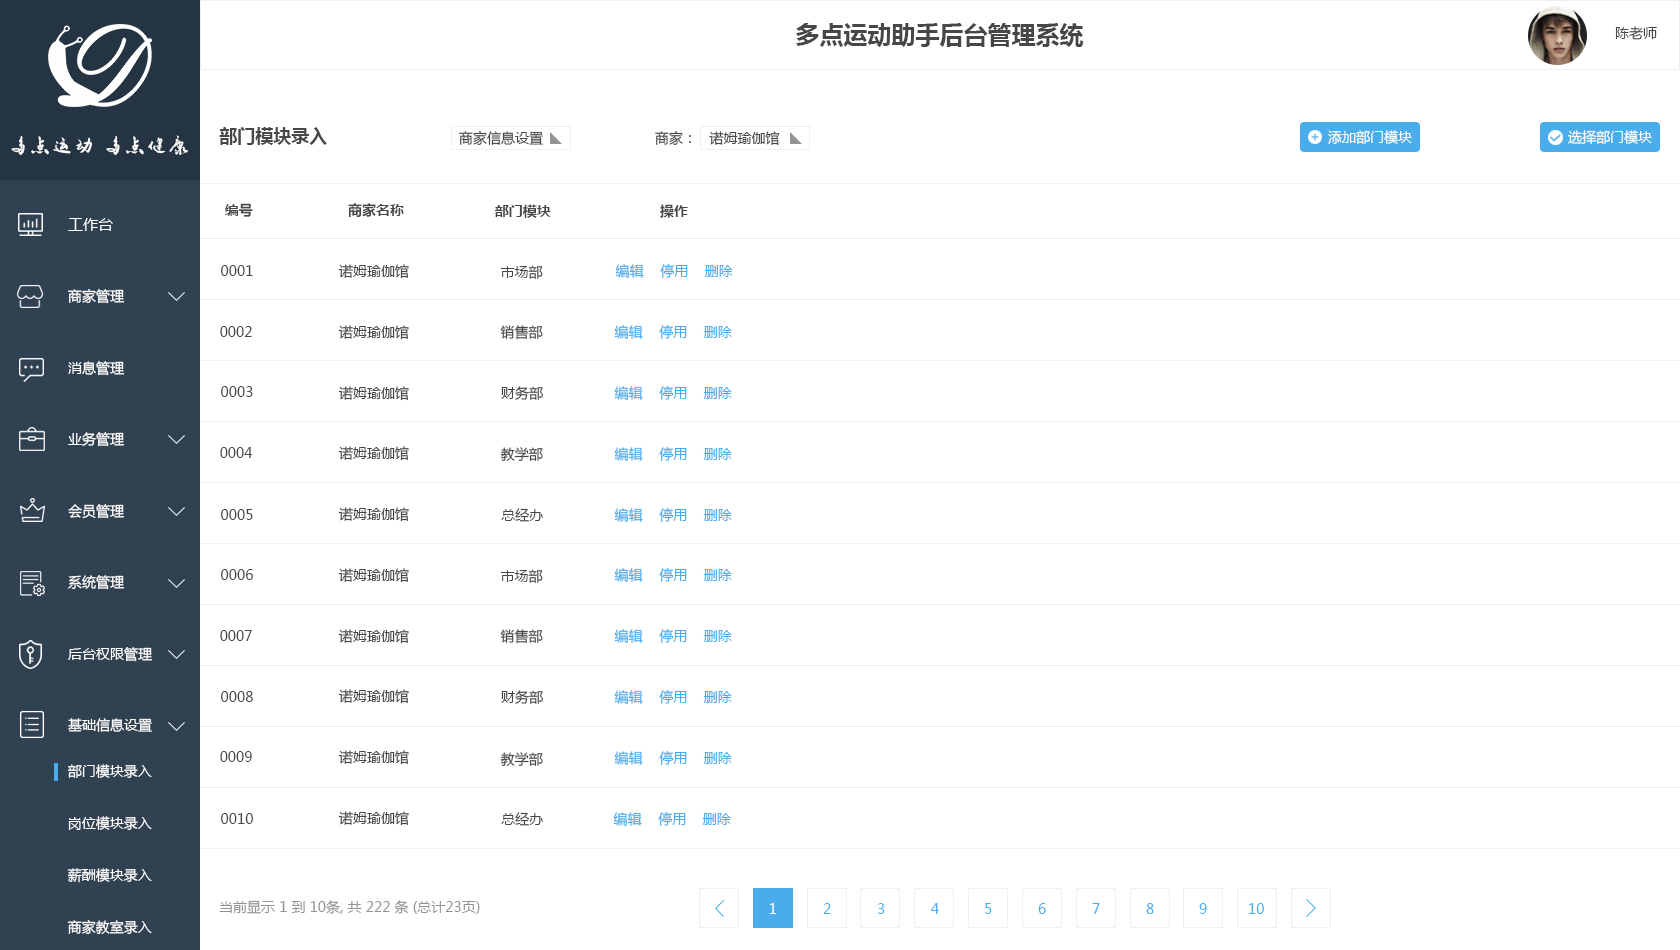 多点运动 多点健康
工作台
商家管理
消息管理
业务管理
会员管理
系统管理
后台权限管理
基础信息设置
部门模块录入
岗位模块录入
薪酬模块录入
商家教室录入
多点运动助手后台管理系统
陈老师
部门模块录入 商家信息设置 商家： 诺姆瑜伽馆 添加部门模块 选择部门模块
编号 商家名称 部门模块 操作
0001 诺姆瑜伽馆 市场部 编辑 停用 删除
0002 诺姆瑜伽馆 销售部 编辑 停用 删除
0003 诺姆瑜伽馆 财务部 编辑 停用 删除
0004 诺姆瑜伽馆 教学部 编辑 停用 删除
0005 诺姆瑜伽馆 总经办 编辑 停用 删除
0006 诺姆瑜伽馆 市场部 编辑 停用 删除
0007 诺姆瑜伽馆 销售部 编辑 停用 删除
0008 诺姆瑜伽馆 财务部 编辑 停用 删除
0009 诺姆瑜伽馆 教学部 编辑 停用 删除
0010 诺姆瑜伽馆 总经办 编辑 停用 删除
当前显示 1 到 10条, 共 222 条 (总计23页) 1 2 3 4 5 6 7 8 9 10